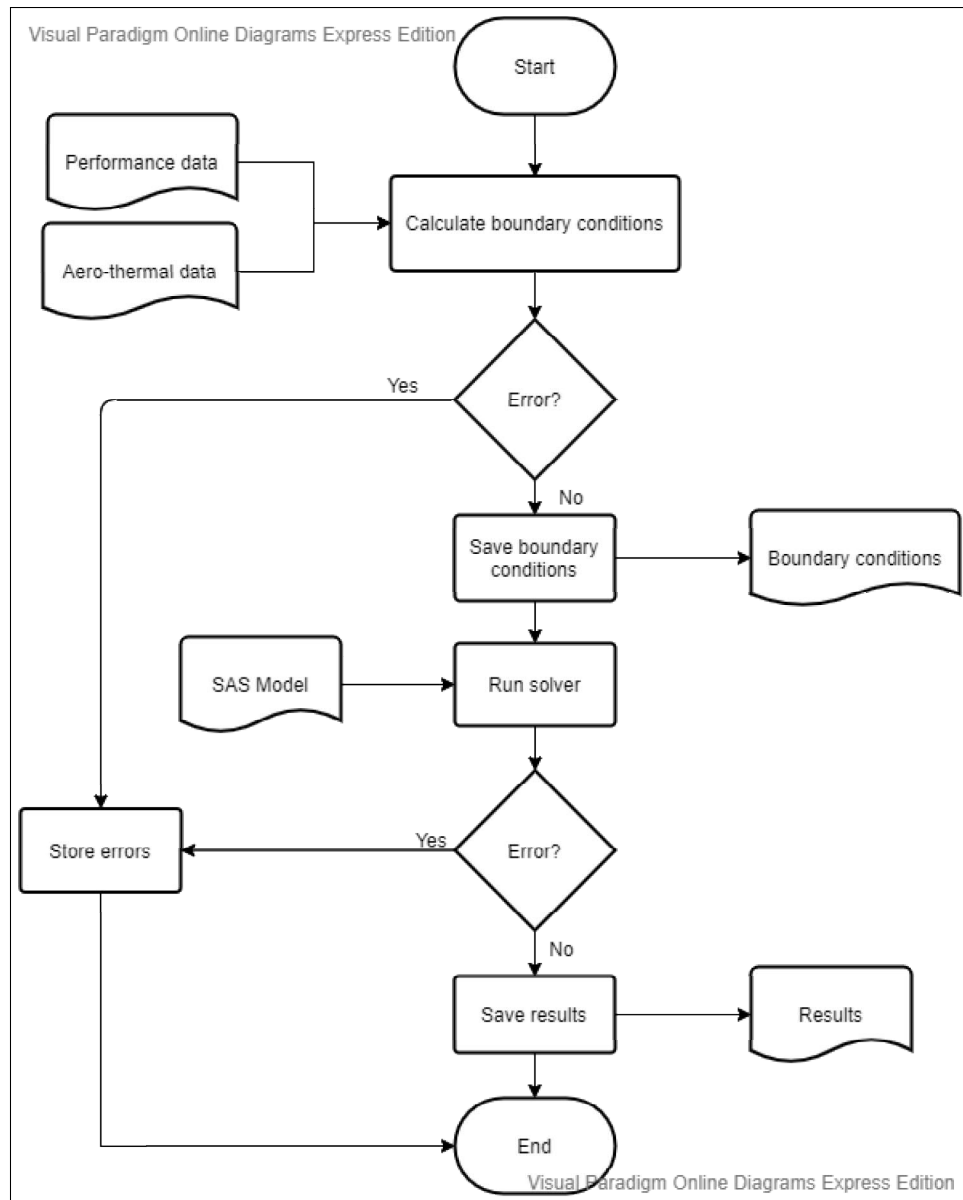 Visual Paradigm Online Diagrams Express Edition
Start
Performance data
Calculate boundary conditions
Aero-thermal data
Yes
Error?
No
Save boundary
conditions
Boundary conditions
SAS Model
Run solver
Store errors
Yes
Error?
No
Save results
Results
End
Visual Paradigm Online Diagrams Express Edition